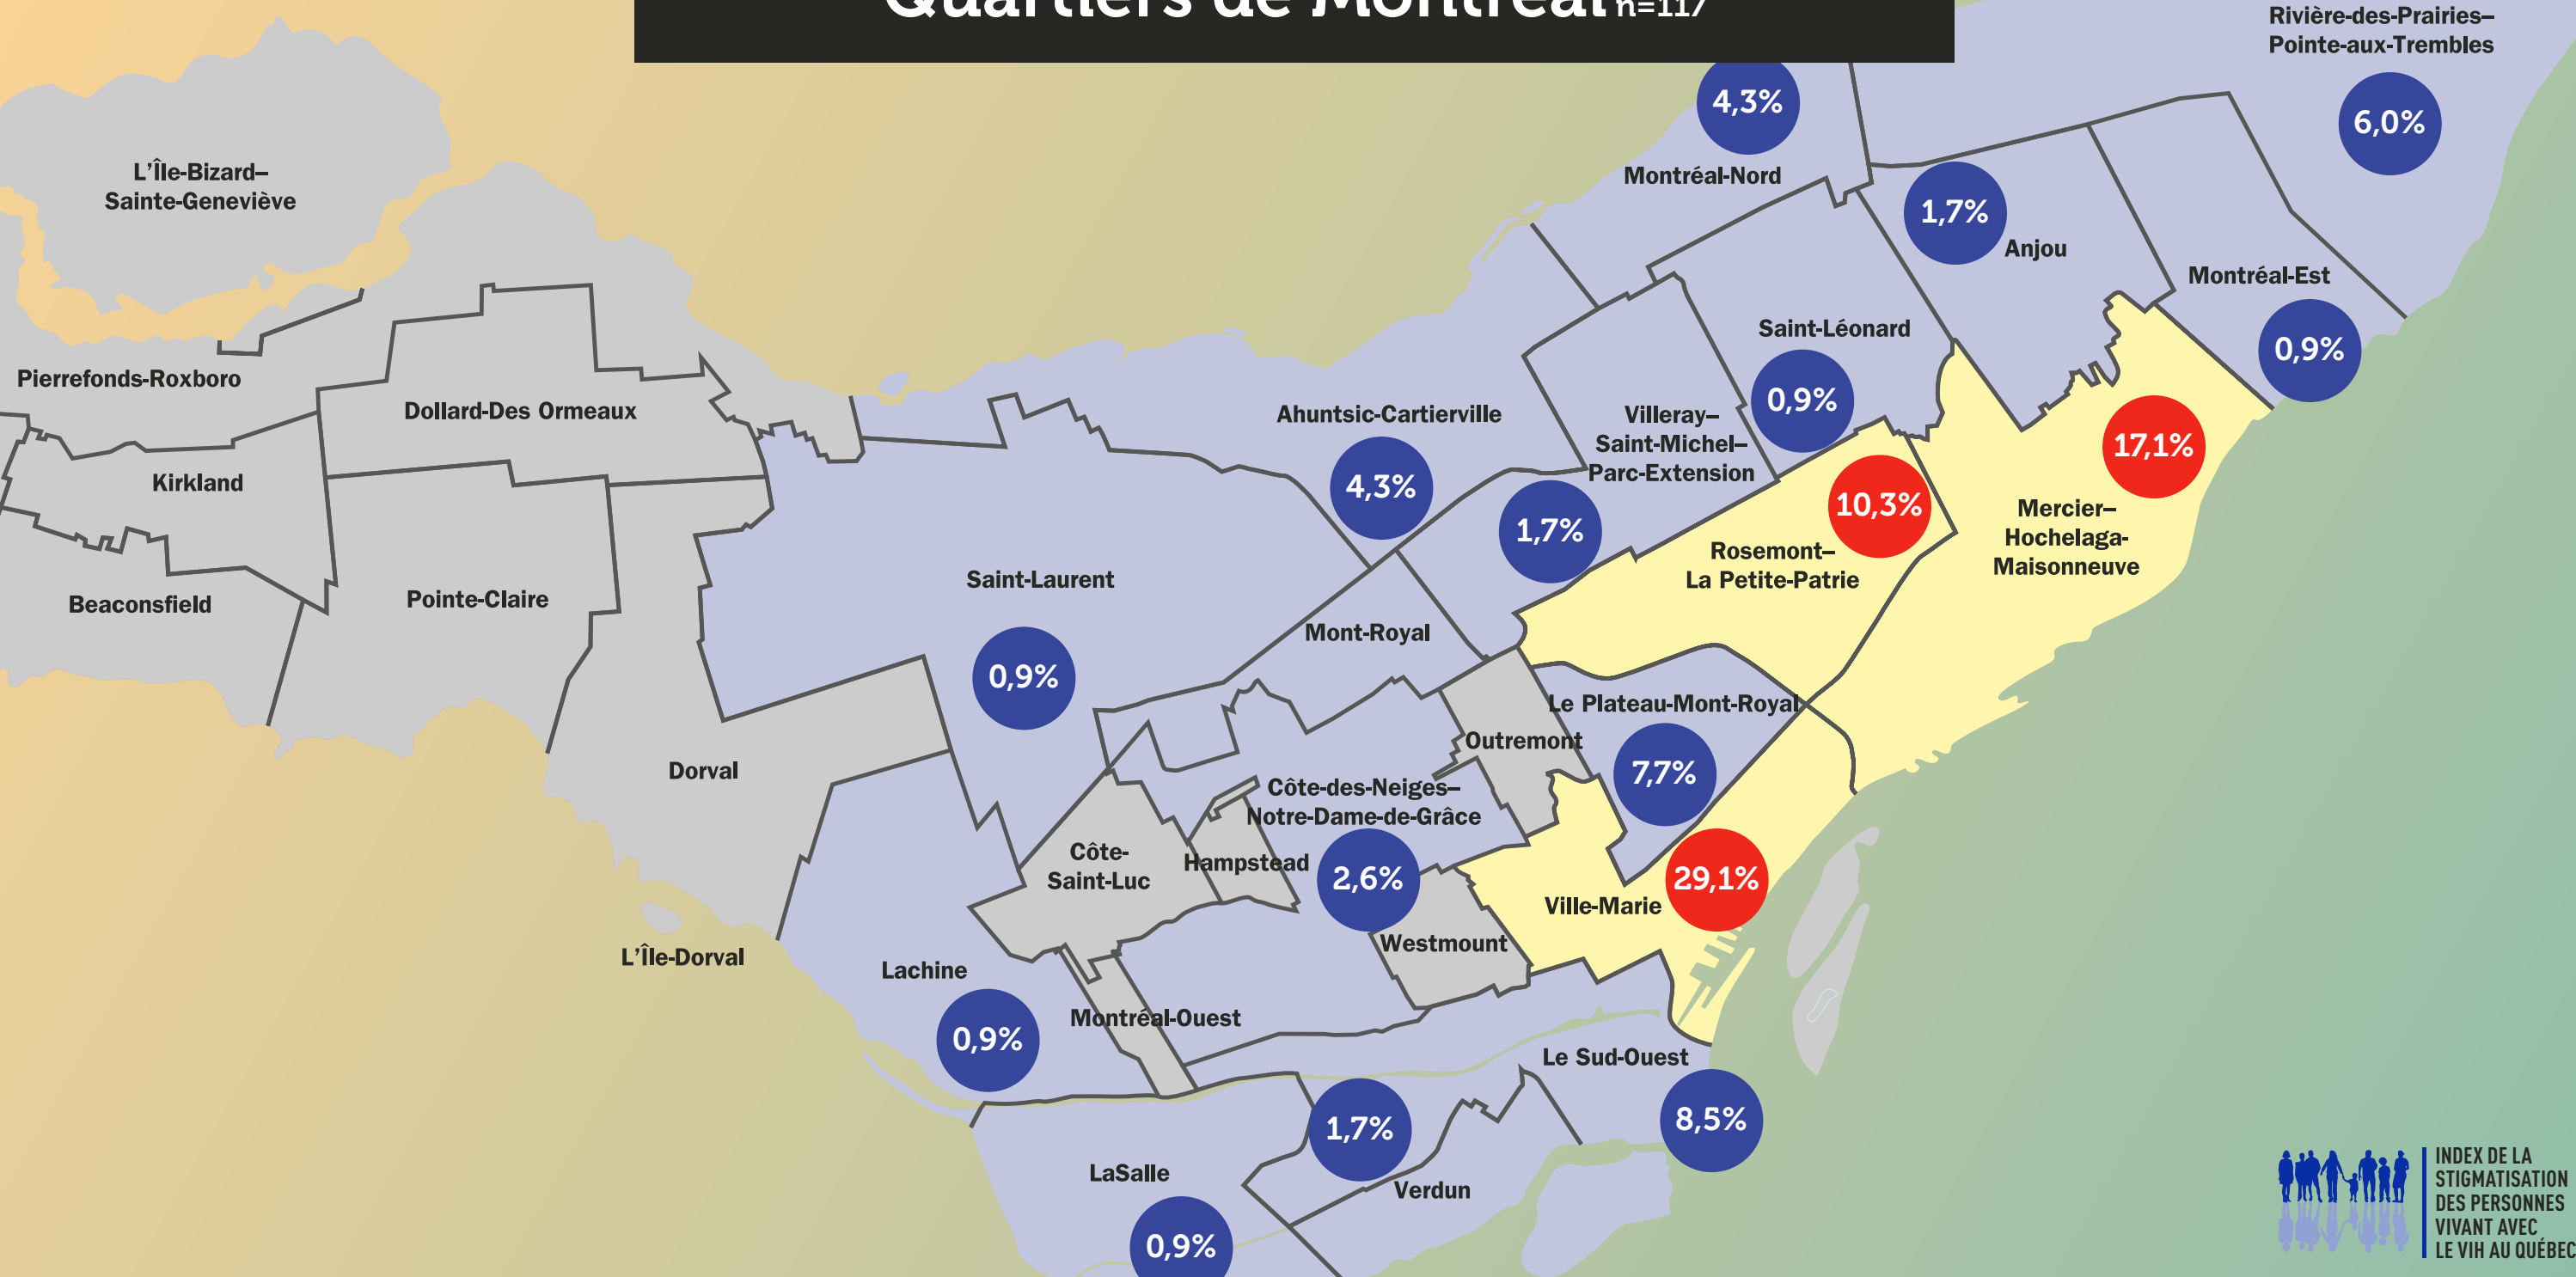 Quartiers de Montréal n=117
Rivière-des-Prairies–
Pointe-aux-Trembles
6,0%
4,3%
Montréal-Nord
L'Île-Bizard–
Sainte-Geneviève
1,7%
Anjou
Montréal-Est
0,9%
Saint-Léonard
0,9%
Pierrefonds-Roxboro
Dollard-Des Ormeaux
Ahuntsic-Cartierville
4,3%
Villeray–
Saint-Michel–
Parc-Extension
1,7%
17,1%
Mercier–
Hochelaga-
Maisonneuve
10,3%
Rosemont–
La Petite-Patrie
Kirkland
Beaconsfield
Pointe-Claire
Saint-Laurent
0,9%
Mont-Royal
Le Plateau-Mont-Royal
7,7%
Outremont
Dorval
Côte-des-Neiges–
Notre-Dame-de-Grâce
2,6%
Côte-
Saint-Luc
Hampstead
29,1%
Ville-Marie
Westmount
L'Île-Dorval
Lachine
0,9%
Montréal-Ouest
Le Sud-Ouest
8,5%
1,7%
Verdun
LaSalle
0,9%
INDEX DE LA
STIGMATISATION
DES PERSONNES
VIVANT AVEC
LE VIH AU QUÉBEC